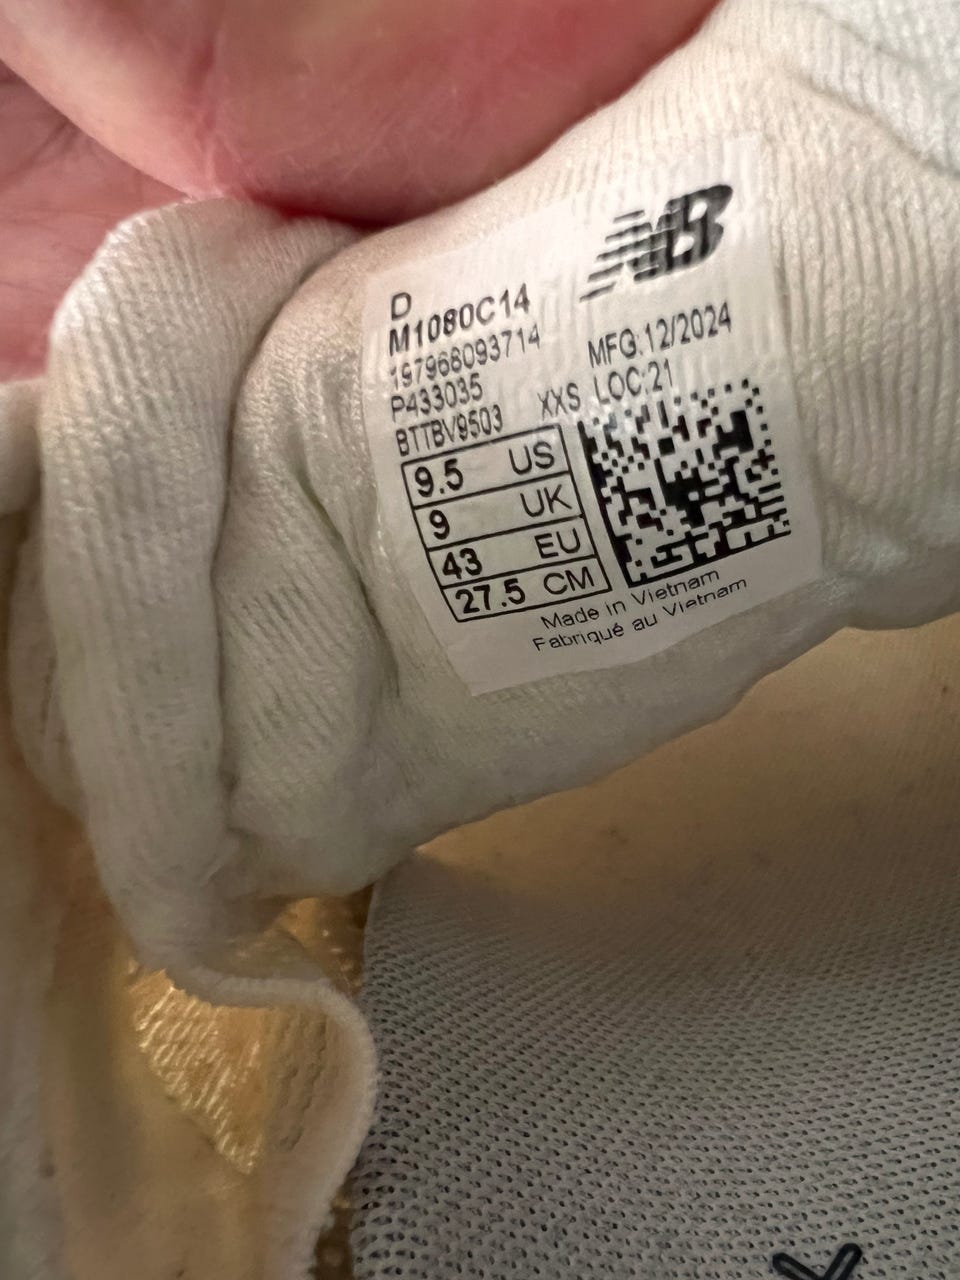 NB
D
M1080C14
197968093714
P433035
BTTBV9503
XXS
MFG:12/2024
LOC:21
9.5 US
9 UK
43 EU
27.5 CM
Made in Vietnam
Fabriqué au Vietnam